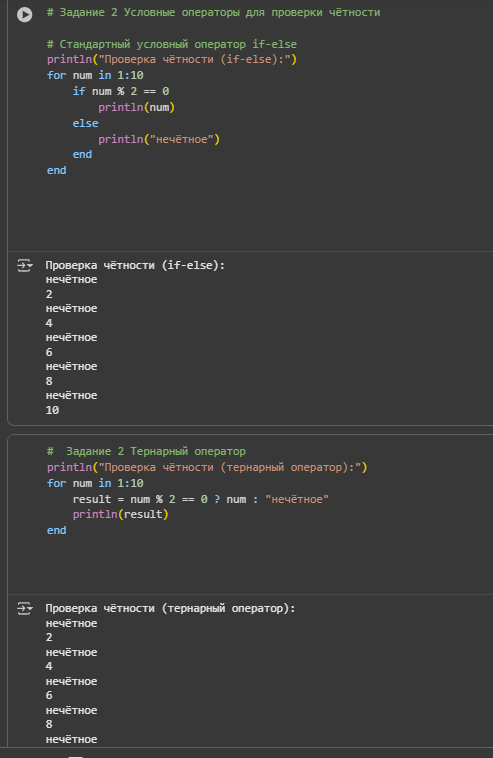 # Задание 2 Условные операторы для проверки чётности
# Стандартный условный оператор if-else
println("Проверка чётности (if-else):")
for num in 1:10
    if num % 2 == 0
        println(num)
    else
        println("нечётное")
    end
end
Проверка чётности (if-else):
нечётное
2
нечётное
4
нечётное
6
нечётное
8
нечётное
10
#  Задание 2 Тернарный оператор
println("Проверка чётности (тернарный оператор):")
for num in 1:10
    result = num % 2 == 0 ? num : "нечётное"
    println(result)
end
Проверка чётности (тернарный оператор):
нечётное
2
нечётное
4
нечётное
6
нечётное
8
нечётное